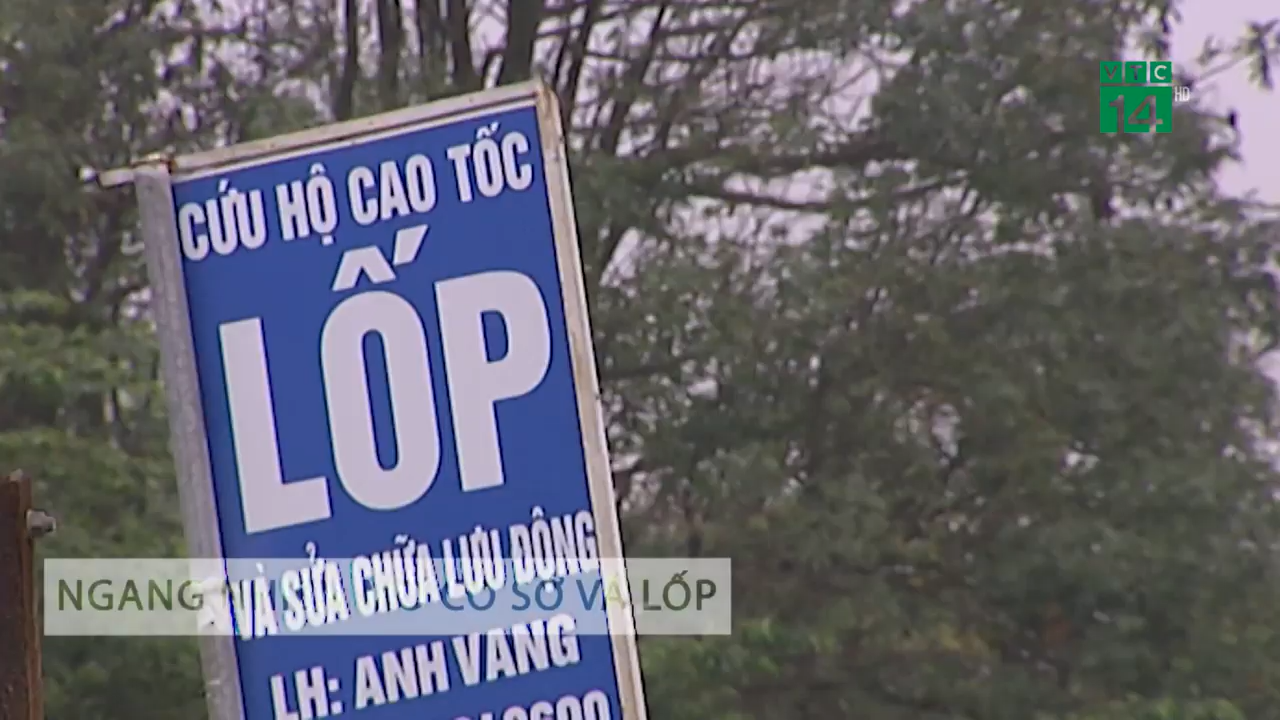 VTC
14 HD
CỨU HỘ CAO TỐC
LỐP
VÀ SỬA CHỮA LƯU ĐỘNG
NGANG CƠ SỞ VÁ LỐP
LH: ANH VANG